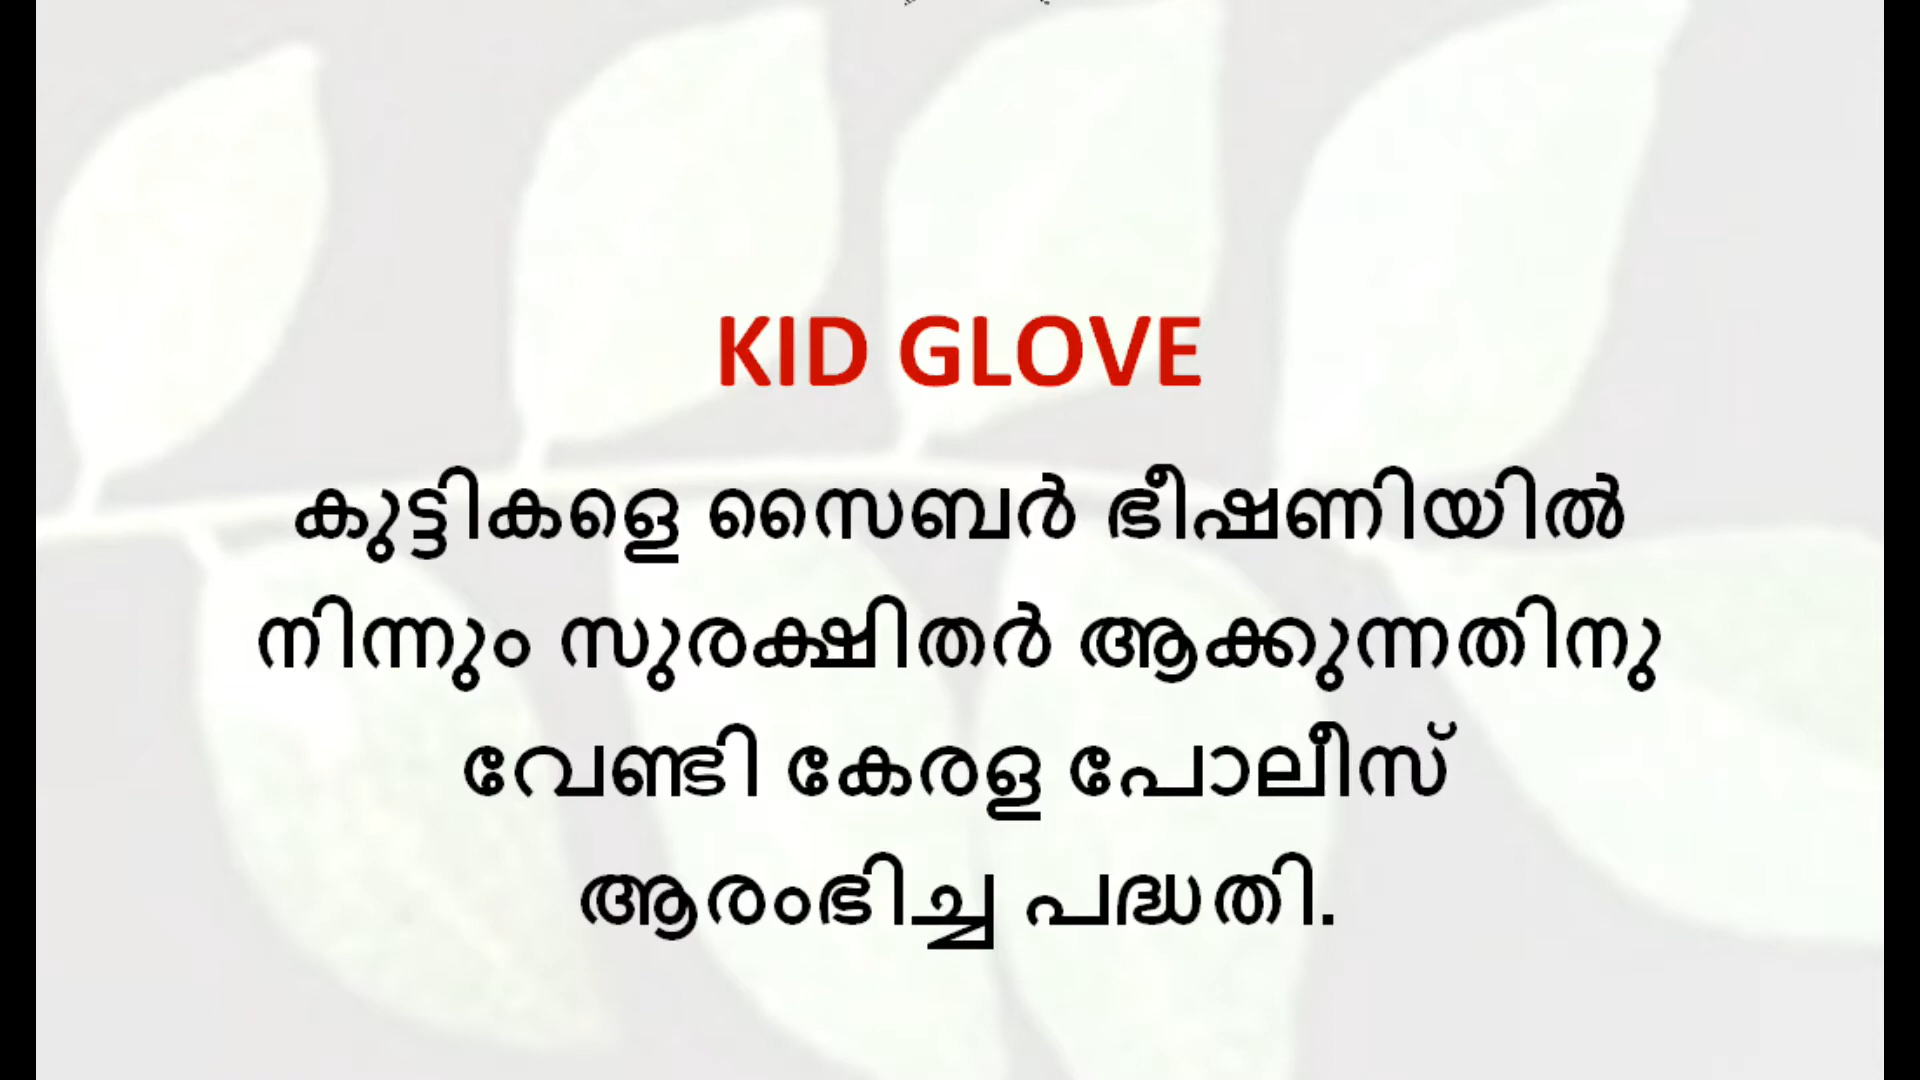 KID GLOVE
കുട്ടികളെ സൈബർ ഭീഷണിയിൽ
നിന്നും സുരക്ഷിതർ ആക്കുന്നതിനു
വേണ്ടി കേരള പോലീസ്
ആരംഭിച്ച പദ്ധതി.